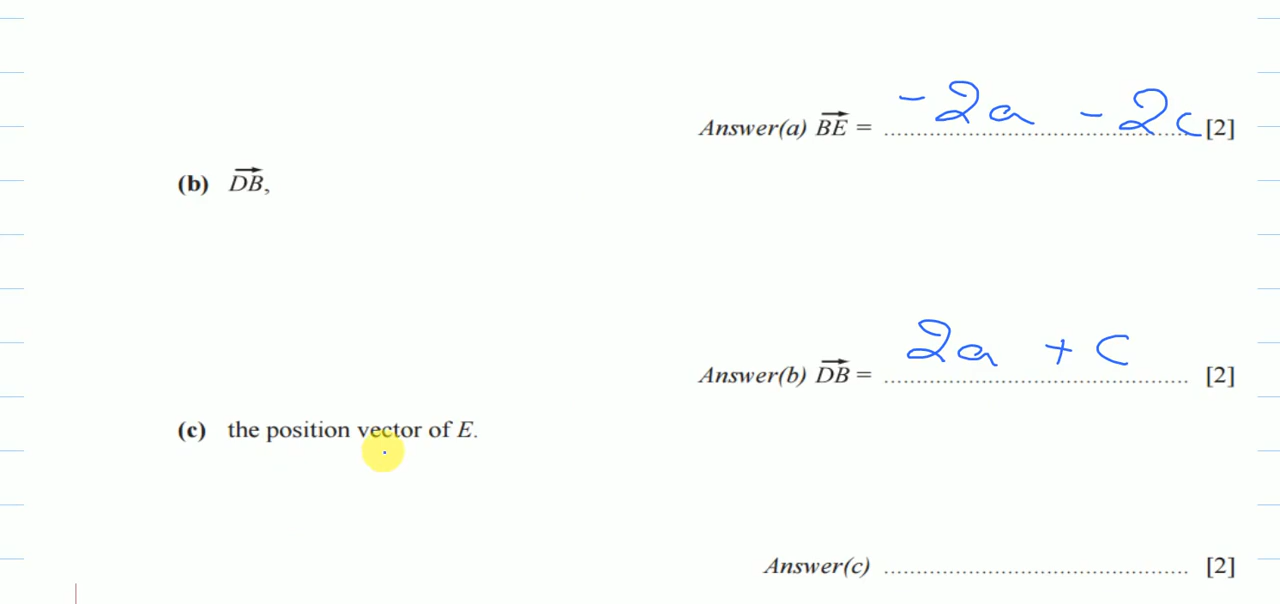 Answer(a) BE = -2a - 2c [2]
(b) DB,
Answer(b) DB = 2a + c [2]
(c) the position vector of E.
Answer(c) [2]